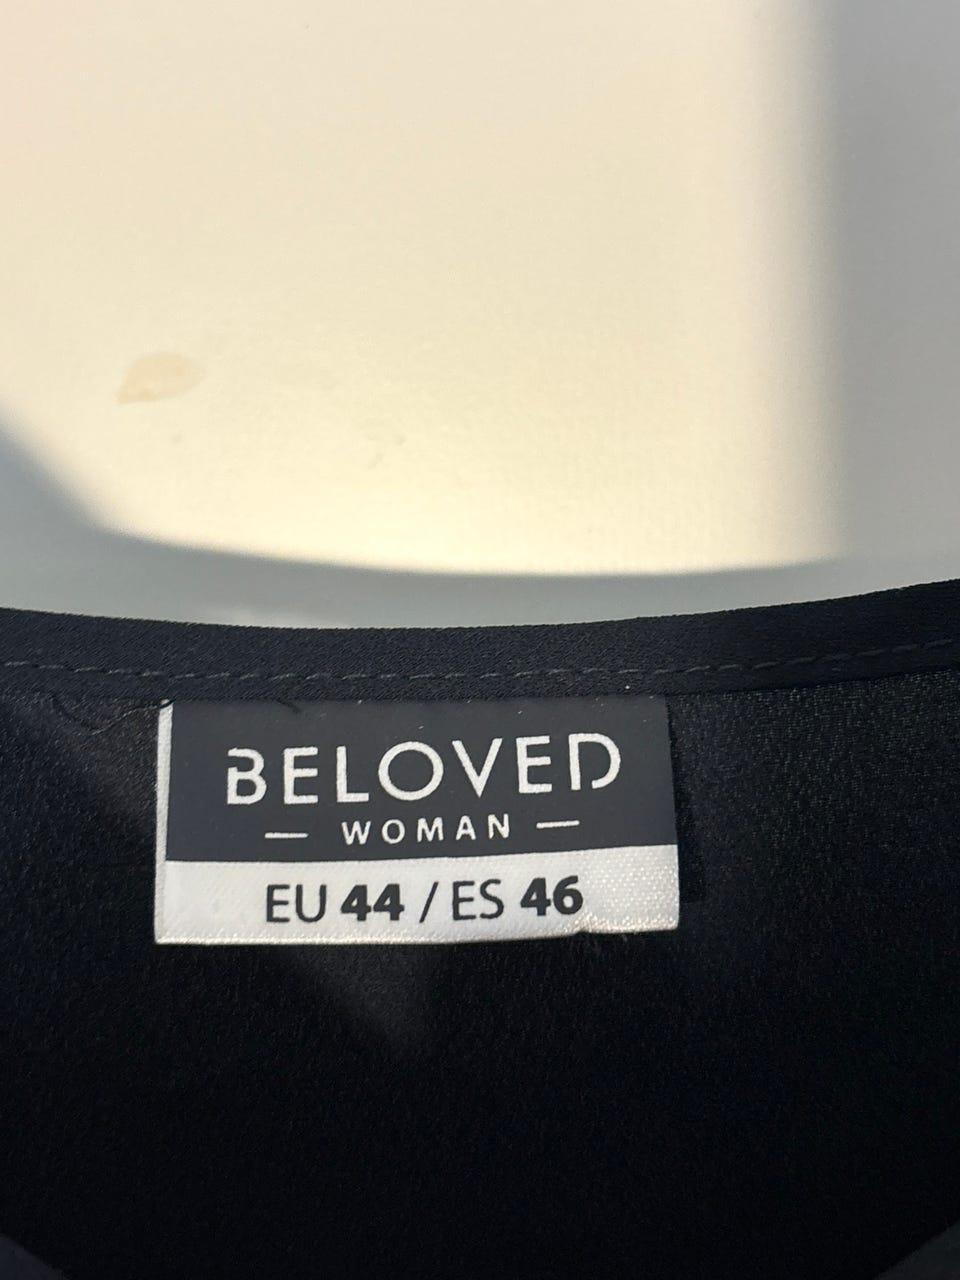 BELOVED
— WOMAN —
EU 44 / ES 46